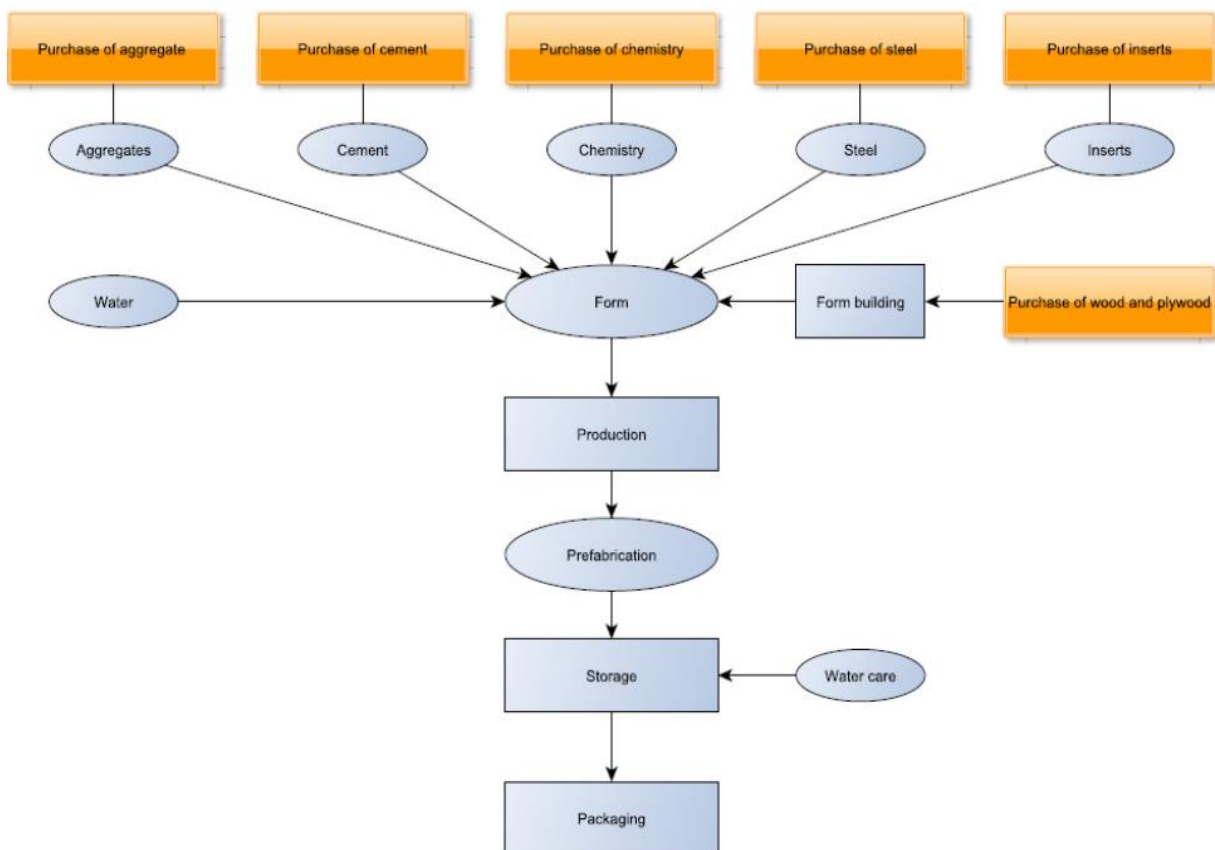 Purchase of aggregate
Purchase of cement
Purchase of chemistry
Purchase of steel
Purchase of inserts
Aggregates
Cement
Chemistry
Steel
Inserts
Water
Form
Form building
Purchase of wood and plywood
Production
Prefabrication
Storage
Water care
Packaging